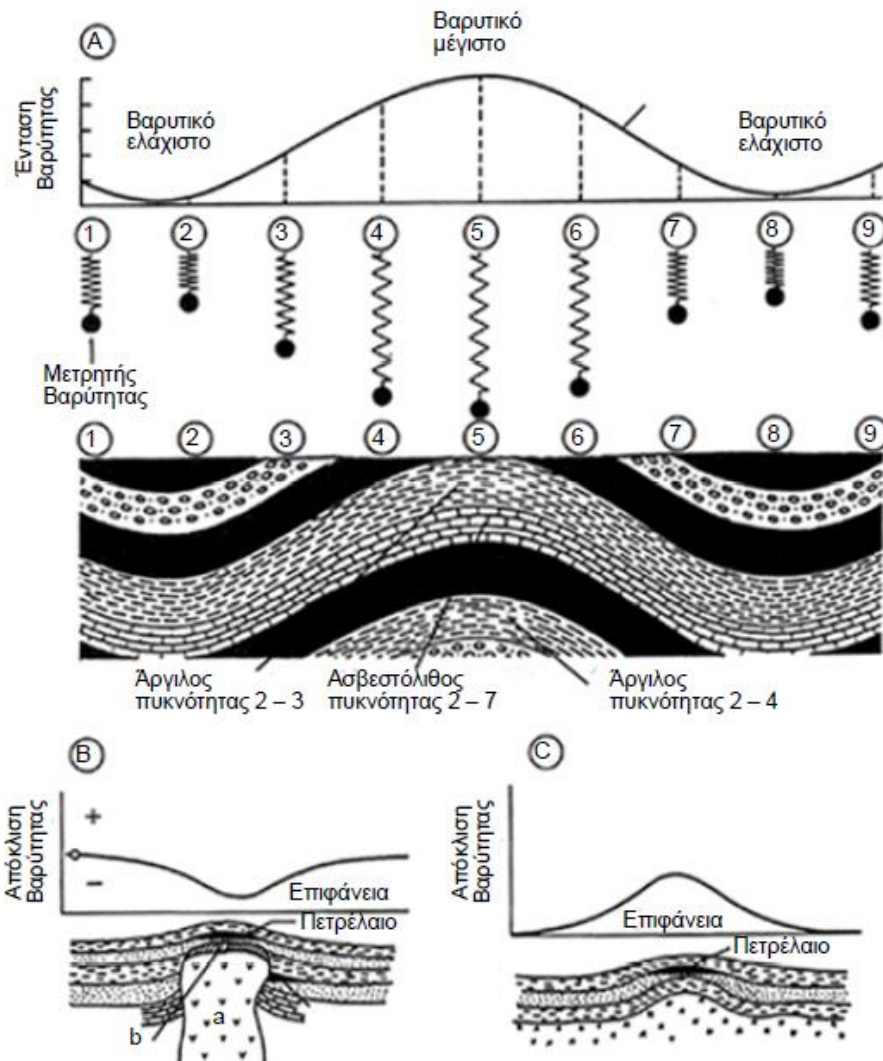 A
Βαρυτικό
μέγιστο
Ένταση
Βαρύτητας
Βαρυτικό
ελάχιστο
Βαρυτικό
ελάχιστο
1 2 3 4 5 6 7 8 9
Μετρητής
Βαρύτητας
1 2 3 4 5 6 7 8 9
Άργιλος
πυκνότητας 2 – 3
Ασβεστόλιθος
πυκνότητας 2 – 7
Άργιλος
πυκνότητας 2 – 4
B
Απόκλιση
Βαρύτητας
+
–
Επιφάνεια
Πετρέλαιο
a
b
C
Απόκλιση
Βαρύτητας
Επιφάνεια
Πετρέλαιο